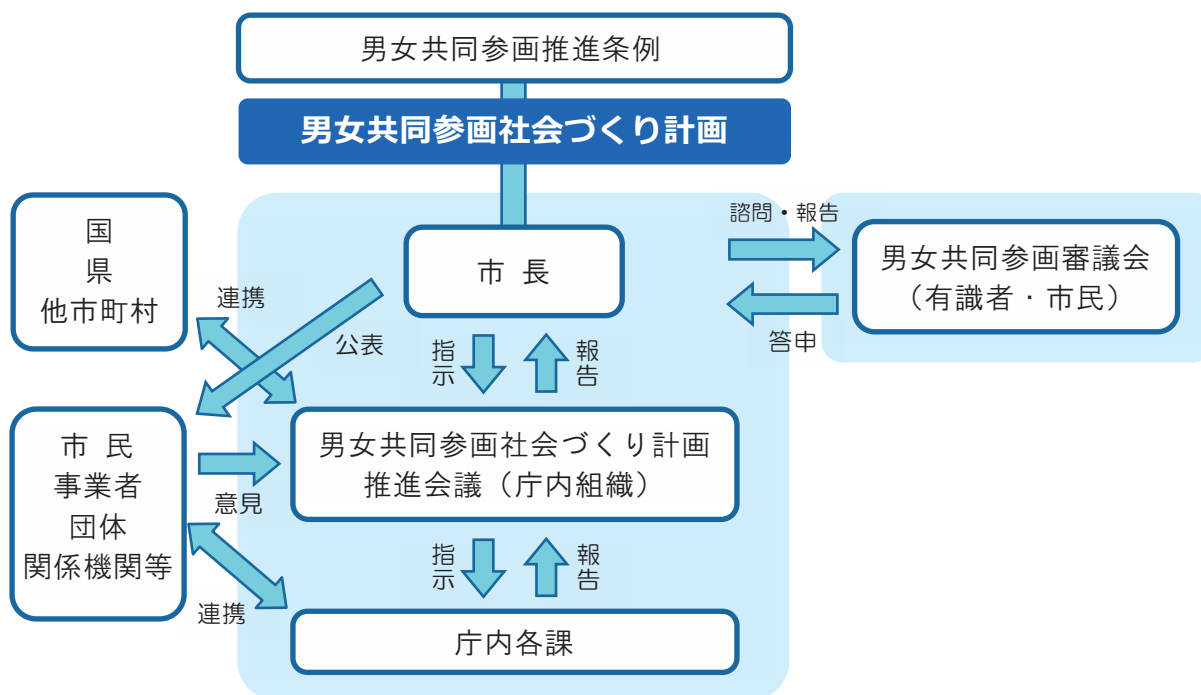 男女共同参画推進条例
男女共同参画社会づくり計画
国
県
他市町村
市 長
諮問・報告
男女共同参画審議会
（有識者・市民）
答申
連携
公表
指示
報告
市 民
事業者
団体
関係機関等
意見
男女共同参画社会づくり計画
推進会議（庁内組織）
指示
報告
連携
庁内各課